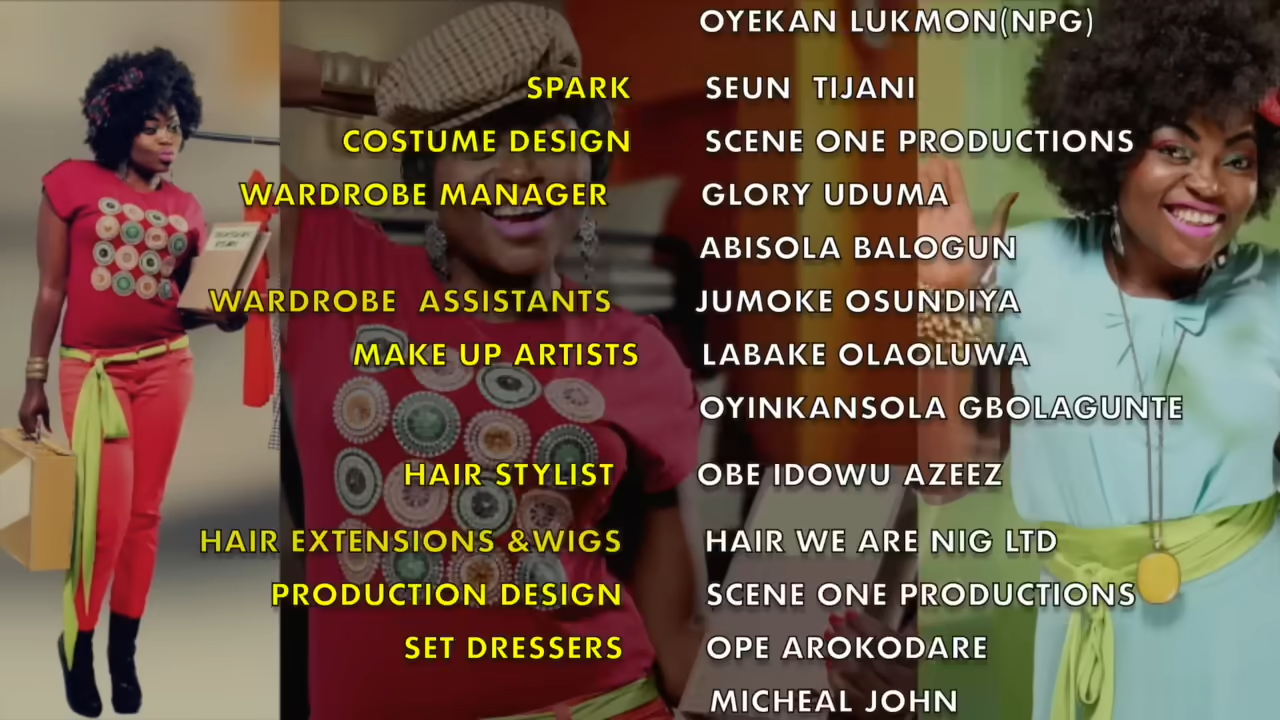 OYEKAN LUKMON(NPG)
SPARK SEUN TIJANI
COSTUME DESIGN SCENE ONE PRODUCTIONS
WARDROBE MANAGER GLORY UDUMA
ABISOLA BALOGUN
WARDROBE ASSISTANTS JUMOKE OSUNDIYA
MAKE UP ARTISTS LABAKE OLAOLUWA
OYINKANSOLA GBOLAGUNTE
HAIR STYLIST OBE IDOWU AZEEZ
HAIR EXTENSIONS &WIGS HAIR WE ARE NIG LTD
PRODUCTION DESIGN SCENE ONE PRODUCTIONS
SET DRESSERS OPE AROKODARE
MICHEAL JOHN